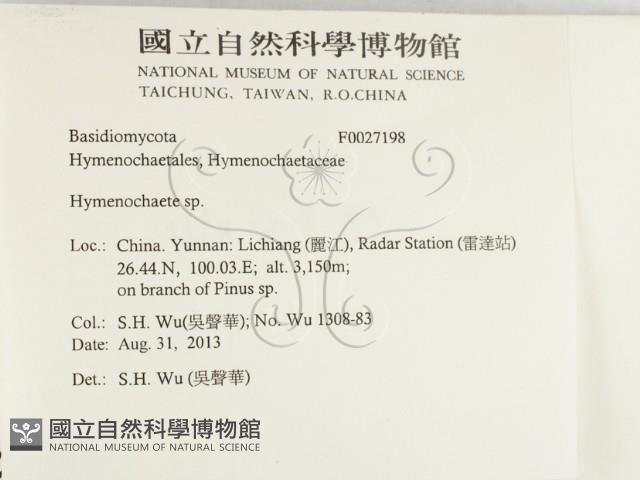 國立自然科學博物館
NATIONAL MUSEUM OF NATURAL SCIENCE
TAICHUNG, TAIWAN, R.O.CHINA
Basidiomycota F0027198
Hymenochaetales, Hymenochaetaceae
Hymenochaete sp.
Loc.: China. Yunnan: Lichiang (麗江), Radar Station (雷達站)
26.44.N, 100.03.E; alt. 3,150m;
on branch of Pinus sp.
Col.: S.H. Wu(吳聲華); No. Wu 1308-83
Date: Aug. 31, 2013
Det.: S.H. Wu (吳聲華)
國立自然科學博物館
NATIONAL MUSEUM OF NATURAL SCIENCE